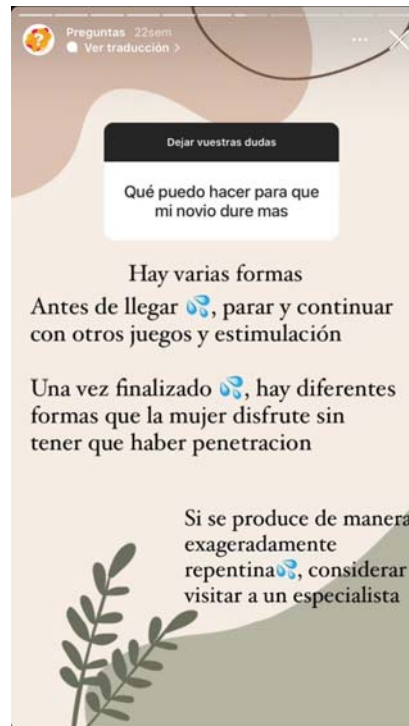 Preguntas 22sem
Ver traducción >
Dejar vuestras dudas
Qué puedo hacer para que
mi novio dure mas
Hay varias formas
Antes de llegar 💦, parar y continuar
con otros juegos y estimulación
Una vez finalizado 💦, hay diferentes
formas que la mujer disfrute sin
tener que haber penetracion
Si se produce de manera
exageradamente
repentina💦, considerar
visitar a un especialista